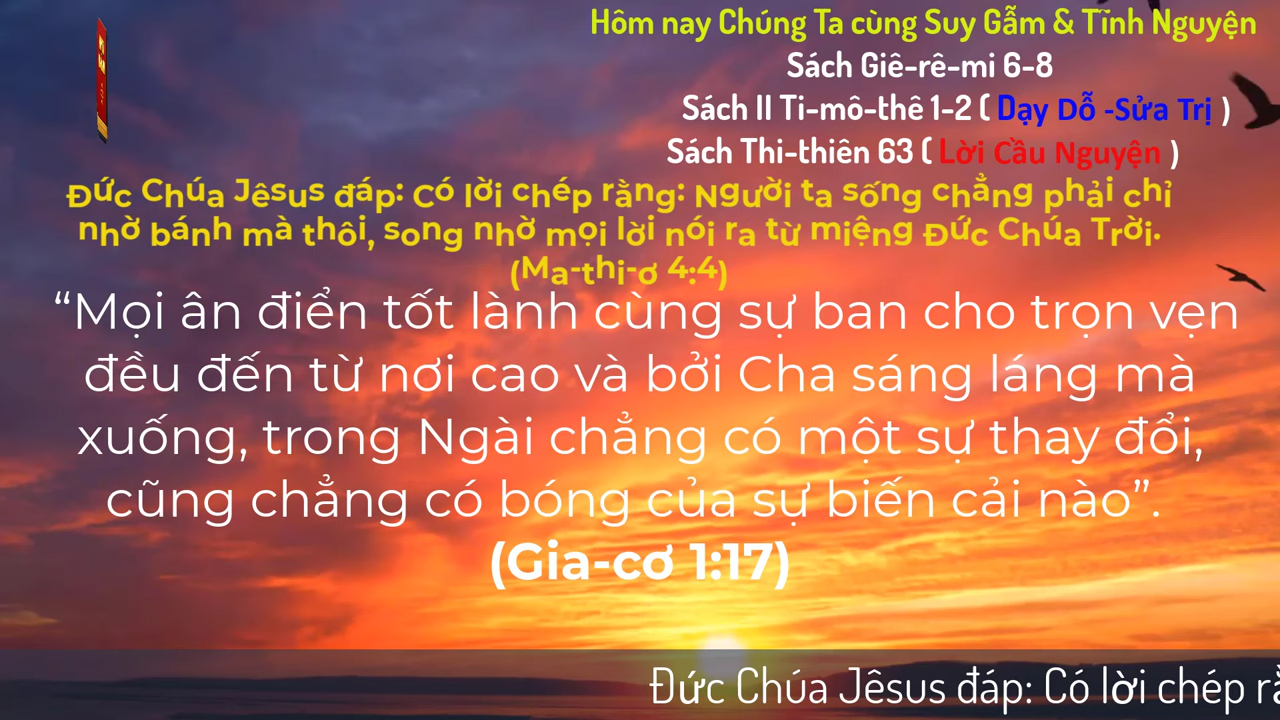 Hôm nay Chúng Ta cùng Suy Gẫm & Tĩnh Nguyện
Sách Giê-rê-mi 6-8
Sách II Ti-mô-thê 1-2 ( Dạy Dỗ -Sửa Trị )
Sách Thi-thiên 63 ( Lời Cầu Nguyện )
Đức Chúa Jêsus đáp: Có lời chép rằng: Người ta sống chẳng phải chỉ
nhờ bánh mà thôi, song nhờ mọi lời nói ra từ miệng Đức Chúa Trời.
(Ma-thi-ơ 4:4)
“Mọi ân điển tốt lành cùng sự ban cho trọn vẹn
đều đến từ nơi cao và bởi Cha sáng láng mà
xuống, trong Ngài chẳng có một sự thay đổi,
cũng chẳng có bóng của sự biến cải nào”.
(Gia-cơ 1:17)
Đức Chúa Jêsus đáp: Có lời chép